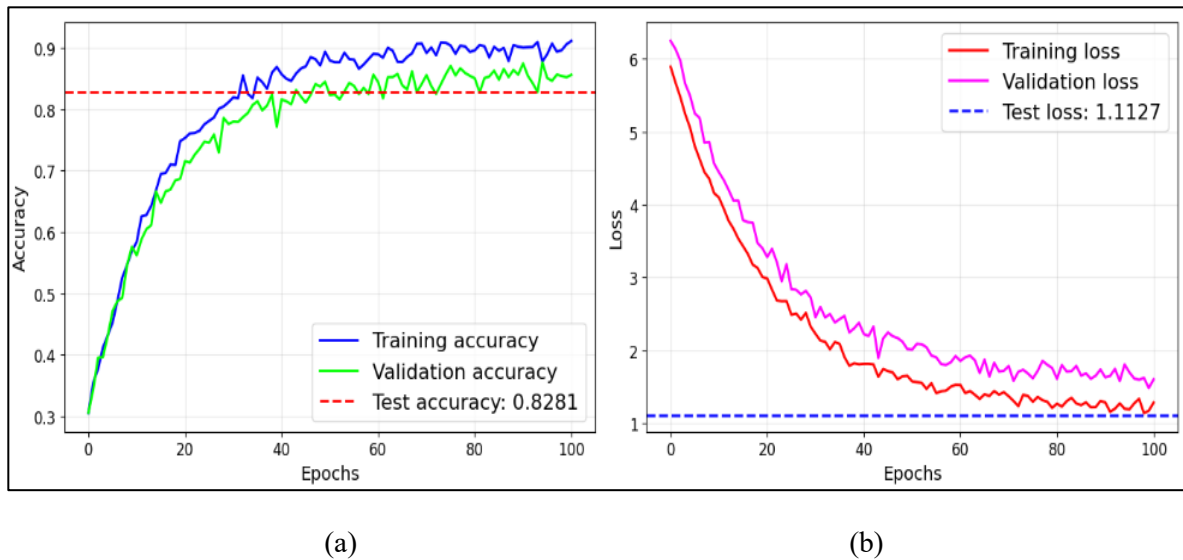 0.9
0.8
0.7
0.6
0.5
0.4
0.3
Accuracy
Training accuracy
Validation accuracy
Test accuracy: 0.8281
0 20 40 60 80 100
Epochs
6
5
4
3
2
1
Loss
Training loss
Validation loss
Test loss: 1.1127
0 20 40 60 80 100
Epochs
(a) (b)